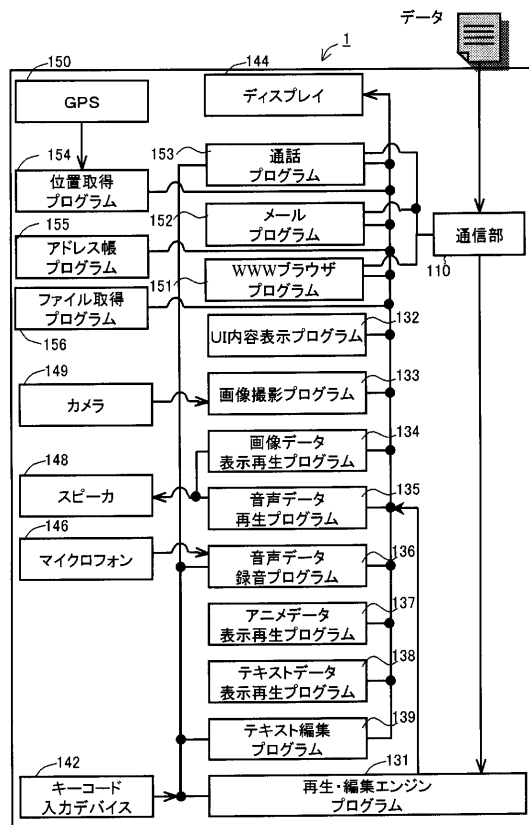 データ
1
150
144
GPS
ディスプレイ
154
153
通話
プログラム
位置取得
プログラム
152
メール
プログラム
155
アドレス帳
プログラム
通信部
110
151
WWWブラウザ
プログラム
ファイル取得
プログラム
156
132
UI内容表示プログラム
149
133
カメラ
画像撮影プログラム
134
画像データ
表示再生プログラム
148
スピーカ
135
音声データ
再生プログラム
146
マイクロフォン
136
音声データ
録音プログラム
137
アニメデータ
表示再生プログラム
138
テキストデータ
表示再生プログラム
139
テキスト編集
プログラム
142
131
キーコード
入力デバイス
再生・編集エンジン
プログラム